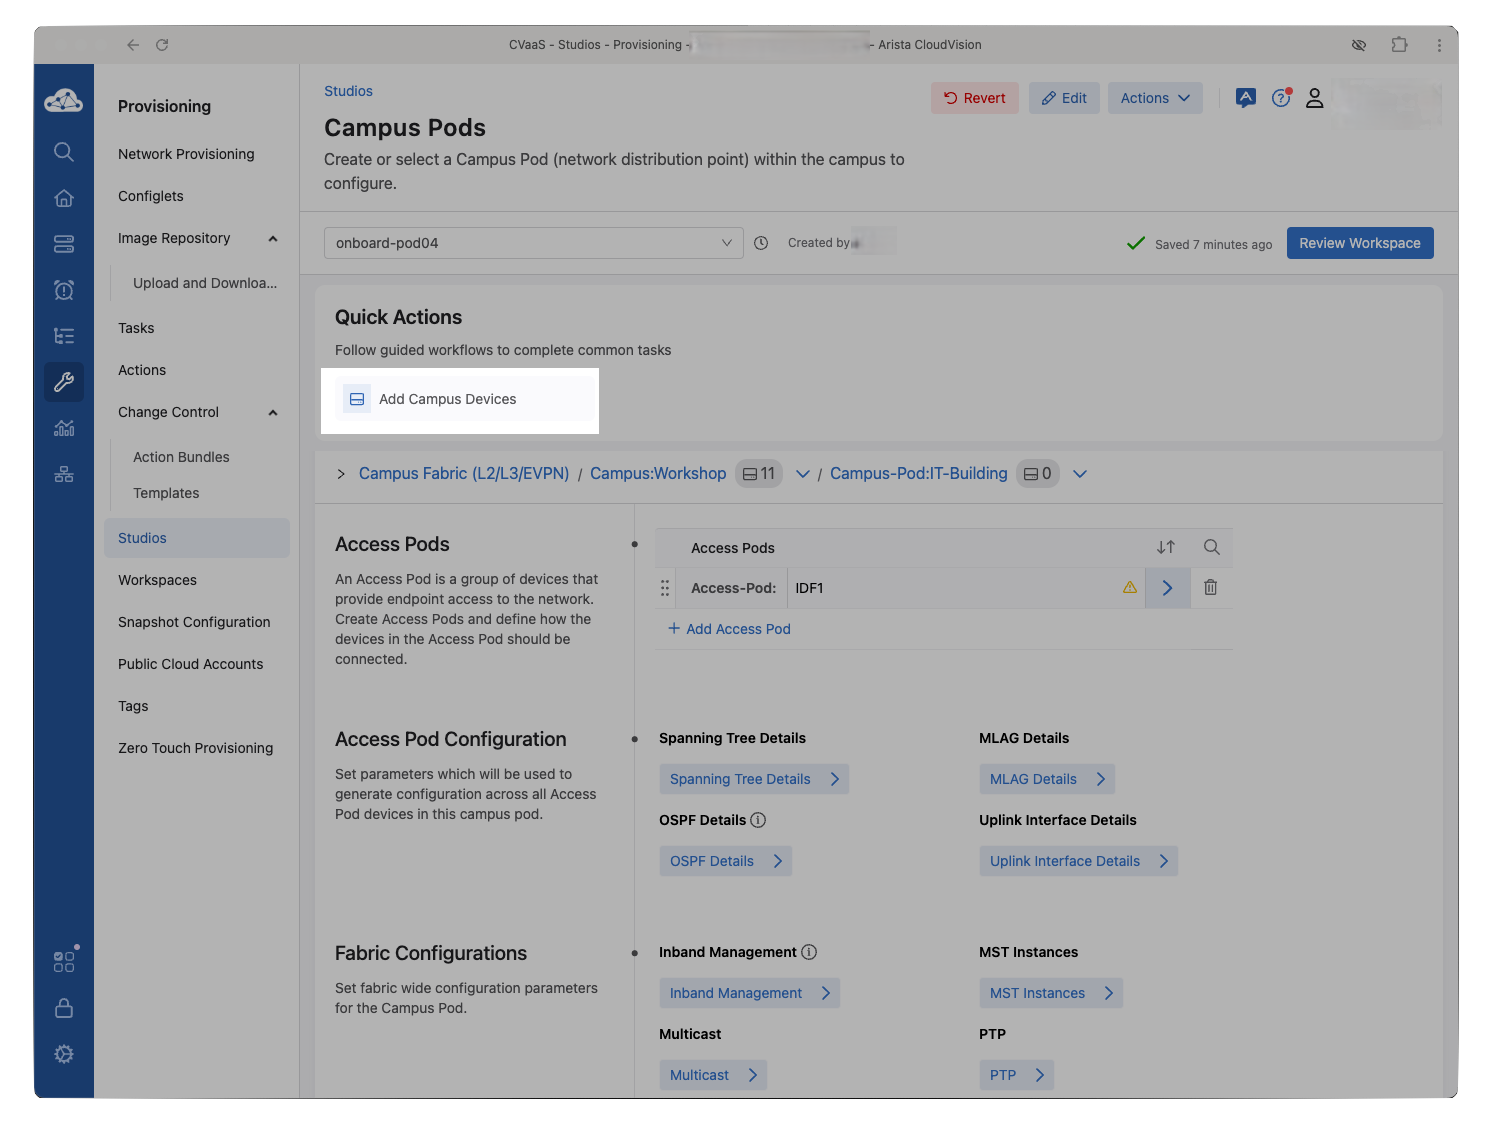 CVaaS - Studios - Provisioning -
- Arista CloudVision
Provisioning
Network Provisioning
Configlets
Image Repository
Upload and Downloa...
Tasks
Actions
Change Control
Action Bundles
Templates
Studios
Workspaces
Snapshot Configuration
Public Cloud Accounts
Tags
Zero Touch Provisioning
Studios
Revert
Edit
Actions
Campus Pods
Create or select a Campus Pod (network distribution point) within the campus to
configure.
onboard-pod04
Created by
Saved 7 minutes ago
Review Workspace
Quick Actions
Follow guided workflows to complete common tasks
Add Campus Devices
Campus Fabric (L2/L3/EVPN) / Campus:Workshop 11 / Campus-Pod:IT-Building 0
Access Pods
An Access Pod is a group of devices that
provide endpoint access to the network.
Create Access Pods and define how the
devices in the Access Pod should be
connected.
Access Pods
Access-Pod: IDF1
+ Add Access Pod
Access Pod Configuration
Set parameters which will be used to
generate configuration across all Access
Pod devices in this campus pod.
Spanning Tree Details
Spanning Tree Details
MLAG Details
MLAG Details
OSPF Details
OSPF Details
Uplink Interface Details
Uplink Interface Details
Fabric Configurations
Set fabric wide configuration parameters
for the Campus Pod.
Inband Management
Inband Management
MST Instances
MST Instances
Multicast
Multicast
PTP
PTP